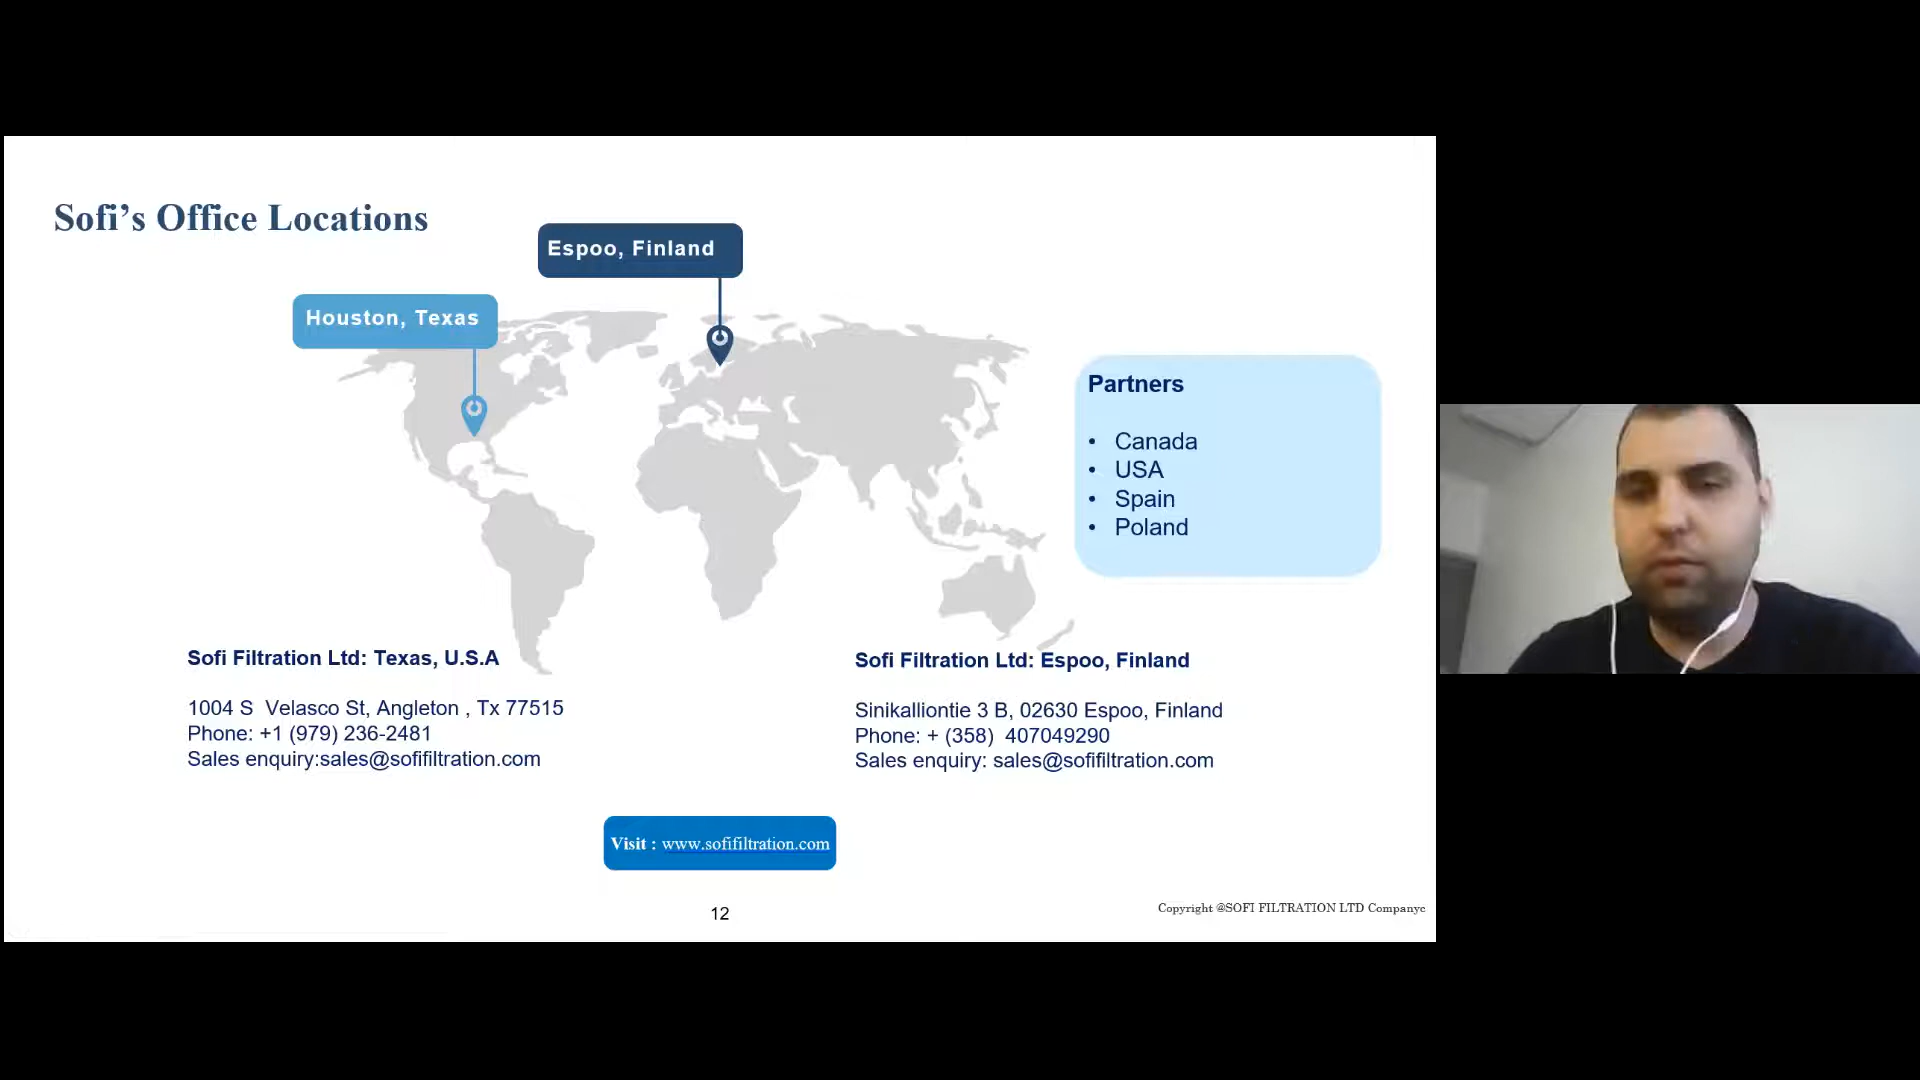 Sofi’s Office Locations
Espoo, Finland
Houston, Texas
Partners
• Canada
• USA
• Spain
• Poland
Sofi Filtration Ltd: Texas, U.S.A
1004 S  Velasco St, Angleton , Tx 77515
Phone: +1 (979) 236-2481
Sales enquiry:sales@sofifiltration.com
Sofi Filtration Ltd: Espoo, Finland
Sinikalliontie 3 B, 02630 Espoo, Finland
Phone: + (358)  407049290
Sales enquiry: sales@sofifiltration.com
Visit : www.sofifiltration.com
12
Copyright @SOFI FILTRATION LTD Companyc